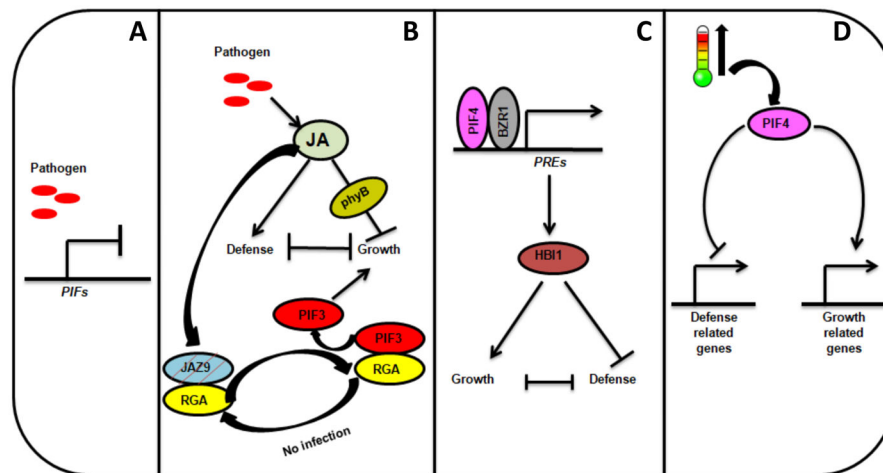 A
Pathogen
PIFs
B
Pathogen
JA
phyB
Defense
Growth
PIF3
PIF3
JAZ9
RGA
RGA
No infection
C
PIF4
BZR1
PREs
HBI1
Growth
Defense
D
PIF4
Defense
related
genes
Growth
related
genes